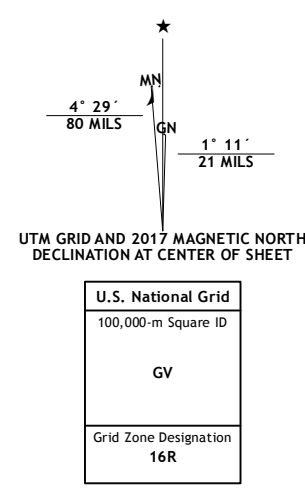 ★
MN
4° 29´
80 MILS
GN
1° 11´
21 MILS
UTM GRID AND 2017 MAGNETIC NORTH
DECLINATION AT CENTER OF SHEET
U.S. National Grid
100,000-m Square ID
GV
Grid Zone Designation
16R